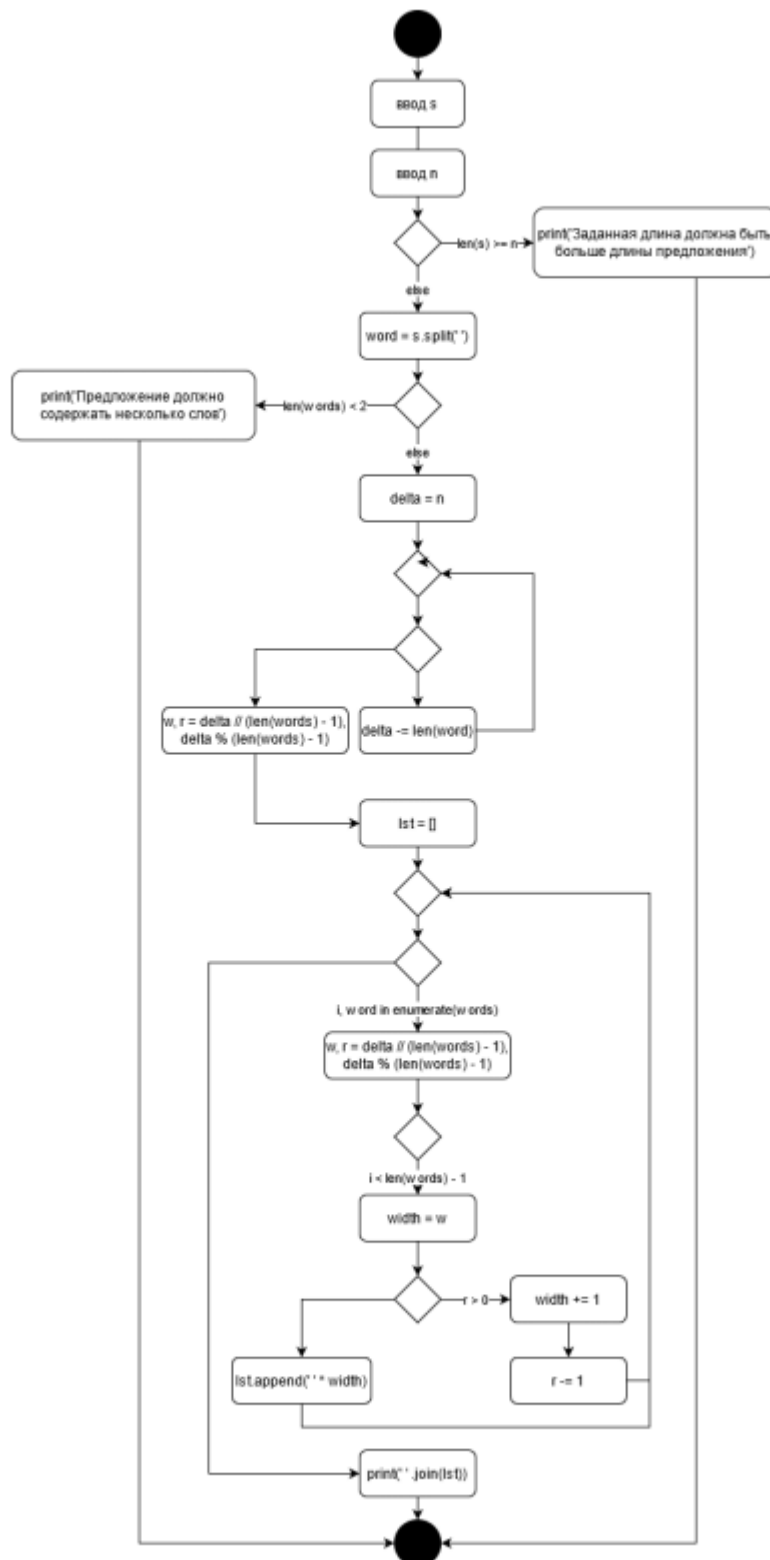 ввод s
ввод n
len(s) >= n
print('Заданная длина должна быть
больше длины предложения')
else
word = s.split(' ')
print('Предложение должно
содержать несколько слов')
len(words) < 2
else
delta = n
w, r = delta // (len(words) - 1),
delta % (len(words) - 1)
delta -= len(word)
lst = []
i, word in enumerate(words)
w, r = delta // (len(words) - 1),
delta % (len(words) - 1)
i < len(words) - 1
width = w
r > 0
width += 1
lst.append(' ' * width)
r -= 1
print(' '.join(lst))